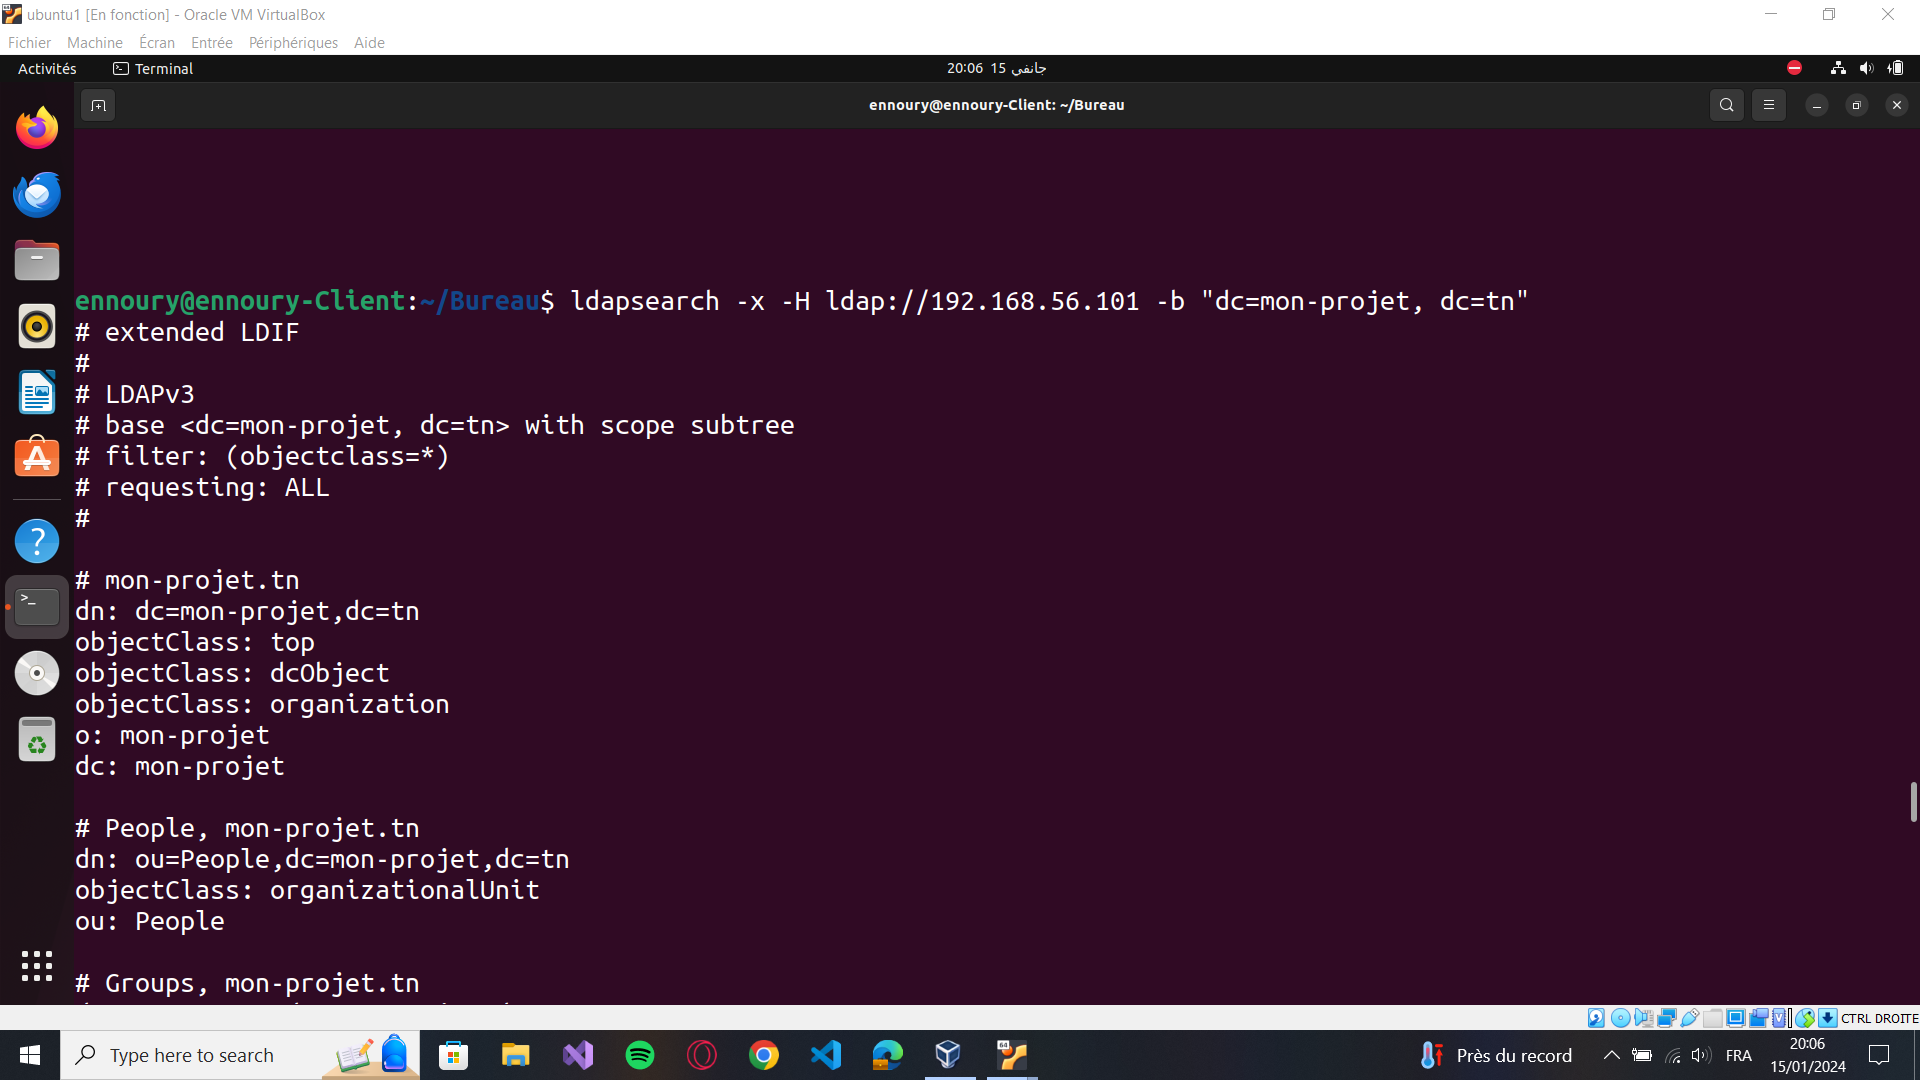 ubuntu1 [En fonction] - Oracle VM VirtualBox
Fichier Machine Écran Entrée Périphériques Aide
Activités Terminal 20:06 15 جانفي
ennoury@ennoury-Client: ~/Bureau
ennoury@ennoury-Client:~/Bureau$ ldapsearch -x -H ldap://192.168.56.101 -b "dc=mon-projet, dc=tn"
# extended LDIF
#
# LDAPv3
# base <dc=mon-projet, dc=tn> with scope subtree
# filter: (objectclass=*)
# requesting: ALL
#
# mon-projet.tn
dn: dc=mon-projet,dc=tn
objectClass: top
objectClass: dcObject
objectClass: organization
o: mon-projet
dc: mon-projet
# People, mon-projet.tn
dn: ou=People,dc=mon-projet,dc=tn
objectClass: organizationalUnit
ou: People
# Groups, mon-projet.tn
CTRL DROITE
Type here to search
Près du record
FRA
20:06
15/01/2024